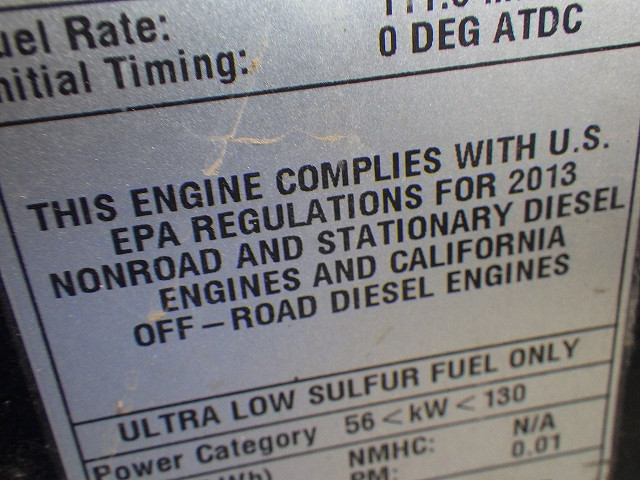 uel Rate:
nitial Timing: 0 DEG ATDC
THIS ENGINE COMPLIES WITH U.S.
EPA REGULATIONS FOR 2013
NONROAD AND STATIONARY DIESEL
ENGINES AND CALIFORNIA
OFF-ROAD DIESEL ENGINES
ULTRA LOW SULFUR FUEL ONLY
Power Category 56 < kW < 130
NMHC: N/A
PM: 0.01